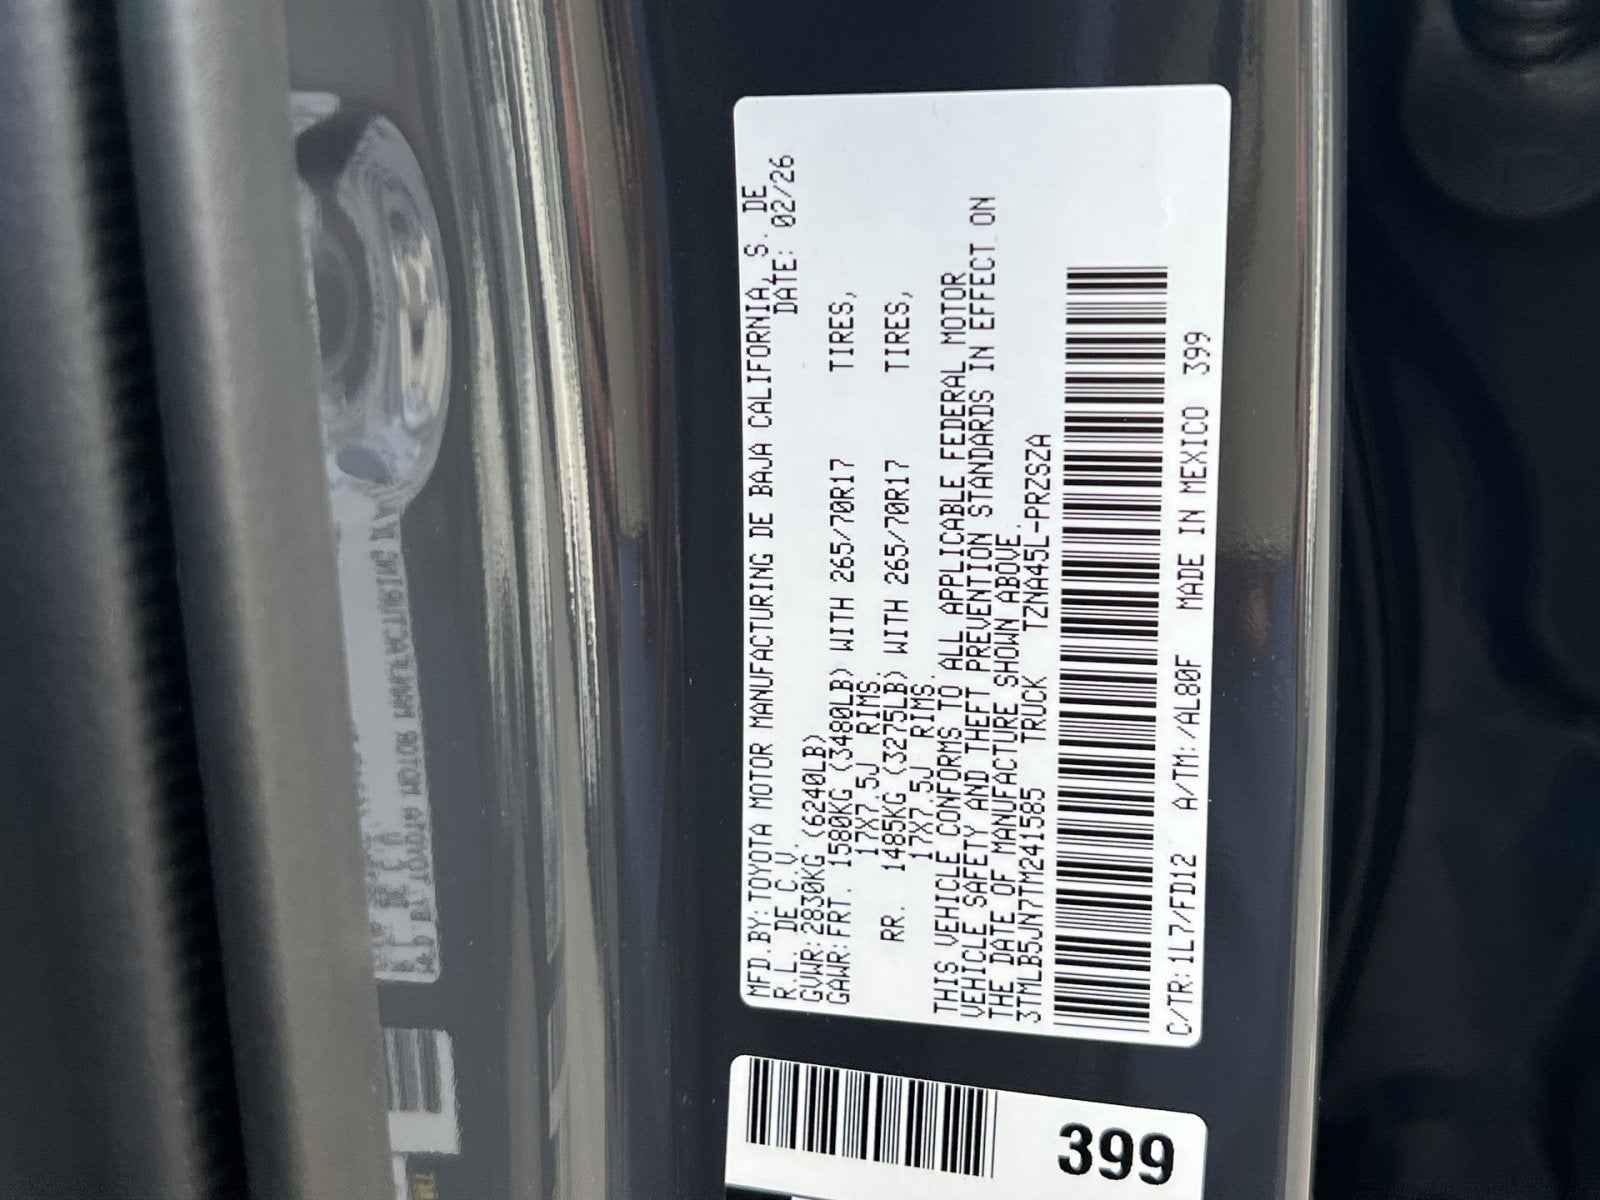 MFD.BY:TOYOTA MOTOR MANUFACTURING DE BAJA CALIFORNIA, S. DE
R.L. DE C.V. DATE: 02/26
GVWR:2830KG (6240LB)
GAWR:FRT. 1580KG (3480LB) WITH 265/70R17 TIRES,
17X7.5J RIMS.
RR. 1485KG (3275LB) WITH 265/70R17 TIRES,
17X7.5J RIMS.
THIS VEHICLE CONFORMS TO ALL APPLICABLE FEDERAL MOTOR
VEHICLE SAFETY AND THEFT PREVENTION STANDARDS IN EFFECT ON
THE DATE OF MANUFACTURE SHOWN ABOVE.
3TMLB5JN7TM241585 TRUCK TZNA45L-PRZSZA
C/TR:1L7/FD12 A/TM:/AL80F MADE IN MEXICO 399
399